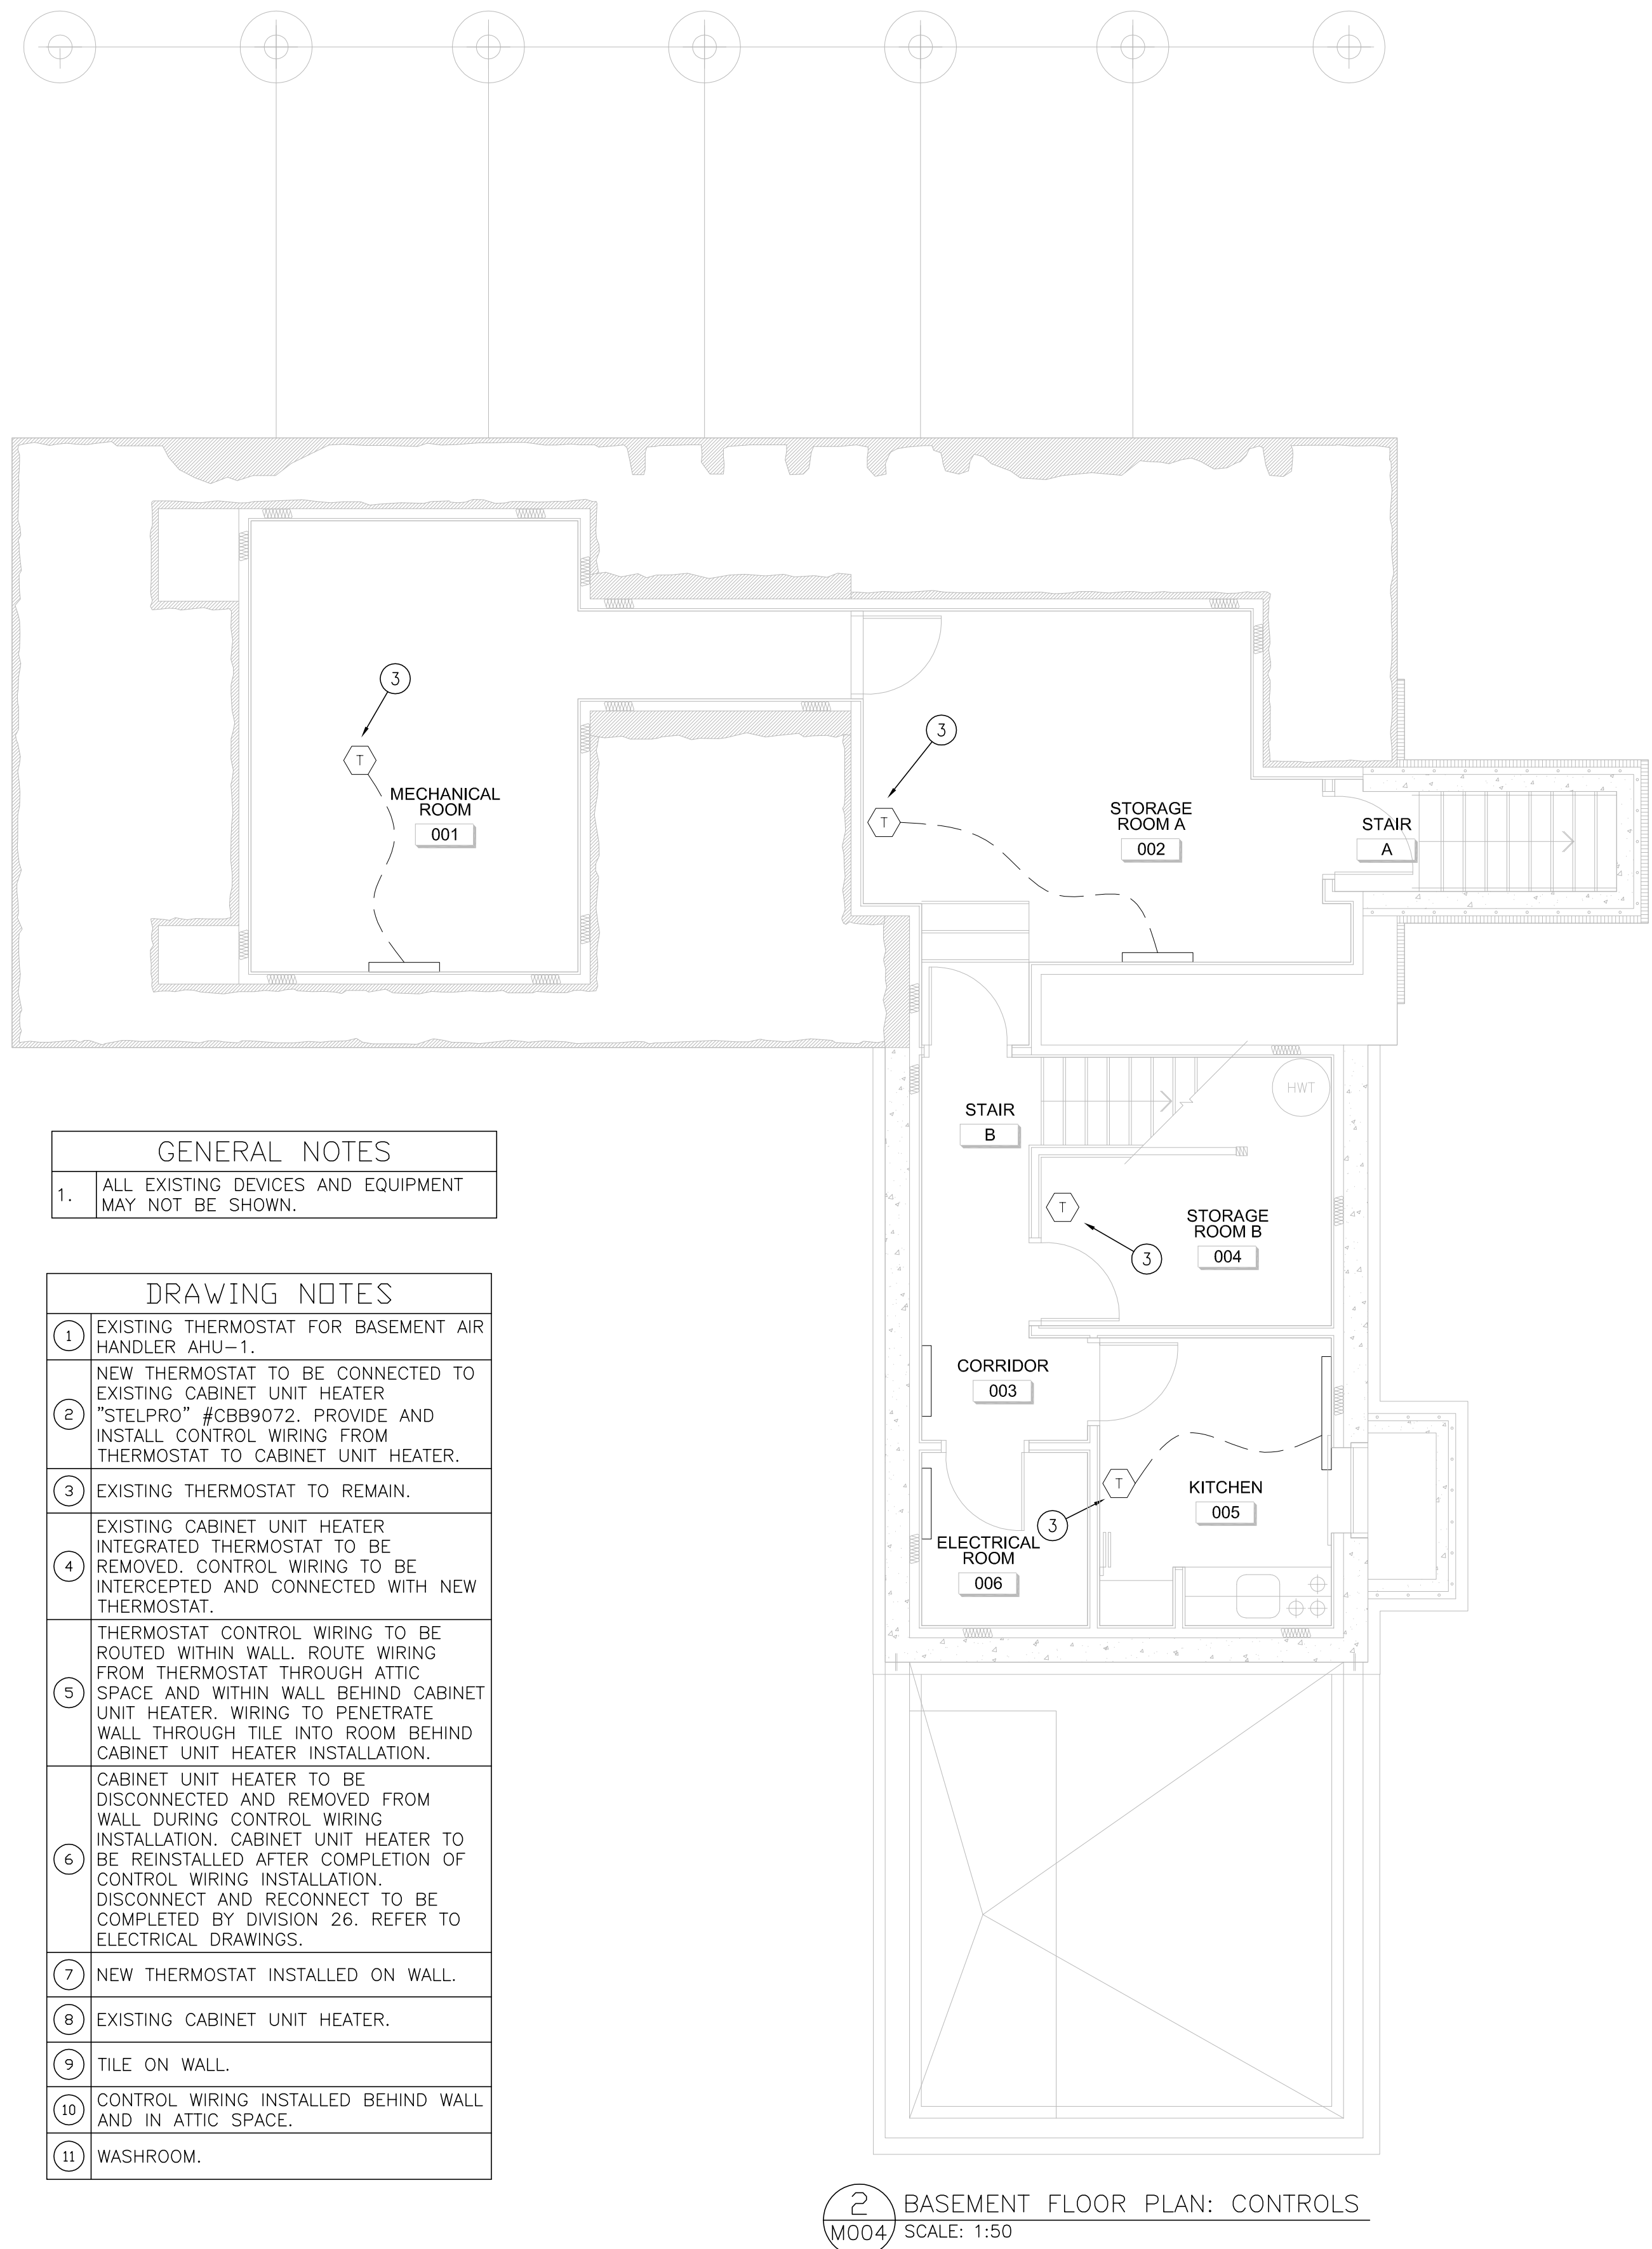 3
T
MECHANICAL
ROOM
001
3
T
STORAGE
ROOM A
002
STAIR
A
STAIR
B
HWT
T
3
STORAGE
ROOM B
004
CORRIDOR
003
T
3
KITCHEN
005
ELECTRICAL
ROOM
006
GENERAL NOTES
1. ALL EXISTING DEVICES AND EQUIPMENT
MAY NOT BE SHOWN.
DRAWING NOTES
1 EXISTING THERMOSTAT FOR BASEMENT AIR
HANDLER AHU-1.
2 NEW THERMOSTAT TO BE CONNECTED TO
EXISTING CABINET UNIT HEATER
"STELPRO" #CBB9072. PROVIDE AND
INSTALL CONTROL WIRING FROM
THERMOSTAT TO CABINET UNIT HEATER.
3 EXISTING THERMOSTAT TO REMAIN.
4 EXISTING CABINET UNIT HEATER
INTEGRATED THERMOSTAT TO BE
REMOVED. CONTROL WIRING TO BE
INTERCEPTED AND CONNECTED WITH NEW
THERMOSTAT.
5 THERMOSTAT CONTROL WIRING TO BE
ROUTED WITHIN WALL. ROUTE WIRING
FROM THERMOSTAT THROUGH ATTIC
SPACE AND WITHIN WALL BEHIND CABINET
UNIT HEATER. WIRING TO PENETRATE
WALL THROUGH TILE INTO ROOM BEHIND
CABINET UNIT HEATER INSTALLATION.
6 CABINET UNIT HEATER TO BE
DISCONNECTED AND REMOVED FROM
WALL DURING CONTROL WIRING
INSTALLATION. CABINET UNIT HEATER TO
BE REINSTALLED AFTER COMPLETION OF
CONTROL WIRING INSTALLATION.
DISCONNECT AND RECONNECT TO BE
COMPLETED BY DIVISION 26. REFER TO
ELECTRICAL DRAWINGS.
7 NEW THERMOSTAT INSTALLED ON WALL.
8 EXISTING CABINET UNIT HEATER.
9 TILE ON WALL.
10 CONTROL WIRING INSTALLED BEHIND WALL
AND IN ATTIC SPACE.
11 WASHROOM.
2 BASEMENT FLOOR PLAN: CONTROLS
M004 SCALE: 1:50